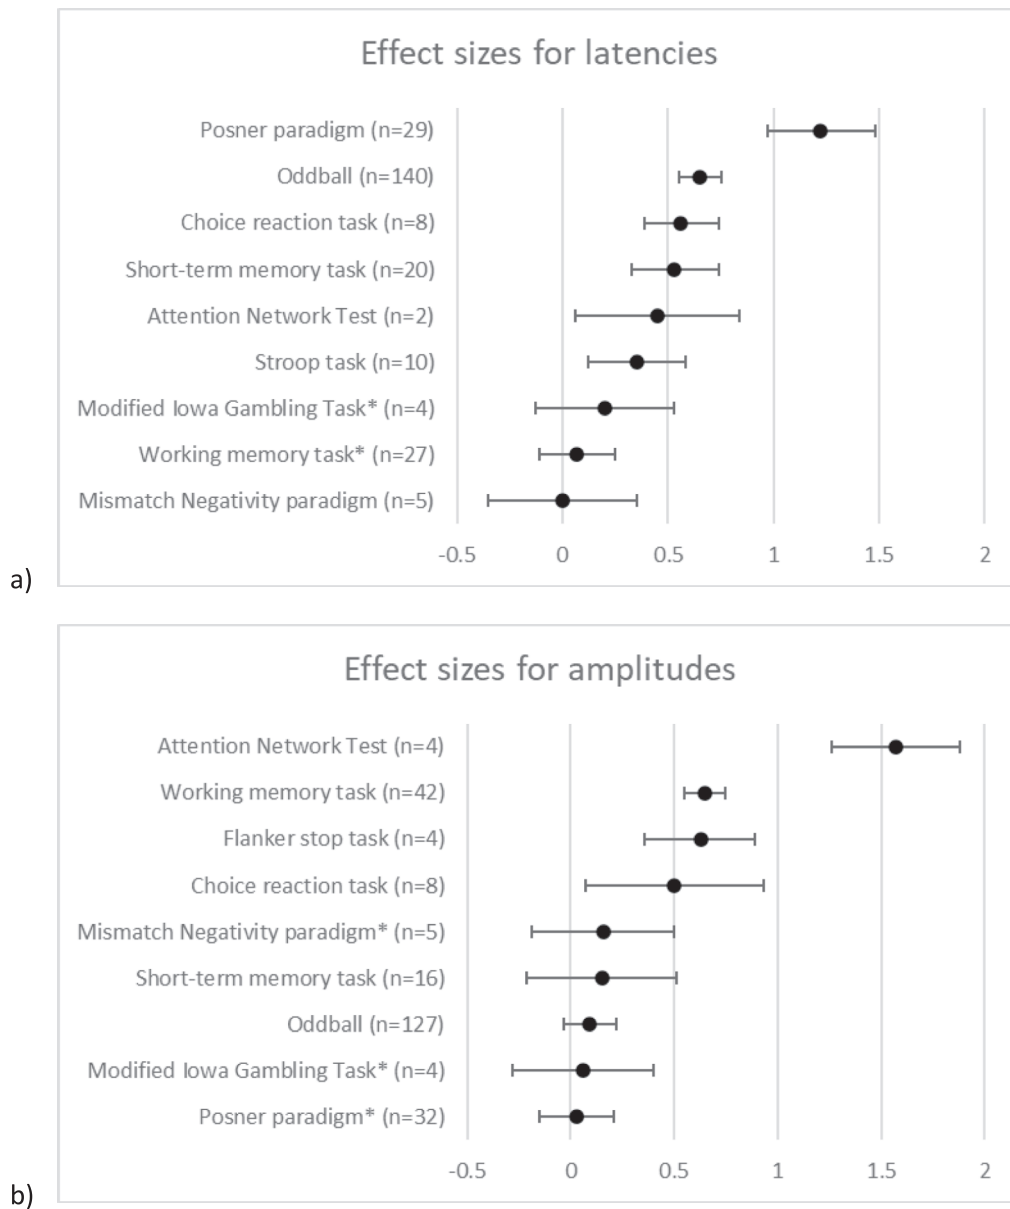 Effect sizes for latencies
Posner paradigm (n=29)
Oddball (n=140)
Choice reaction task (n=8)
Short-term memory task (n=20)
Attention Network Test (n=2)
Stroop task (n=10)
Modified Iowa Gambling Task* (n=4)
Working memory task* (n=27)
Mismatch Negativity paradigm (n=5)
-0.5 0 0.5 1 1.5 2
a)
Effect sizes for amplitudes
Attention Network Test (n=4)
Working memory task (n=42)
Flanker stop task (n=4)
Choice reaction task (n=8)
Mismatch Negativity paradigm* (n=5)
Short-term memory task (n=16)
Oddball (n=127)
Modified Iowa Gambling Task* (n=4)
Posner paradigm* (n=32)
-0.5 0 0.5 1 1.5 2
b)